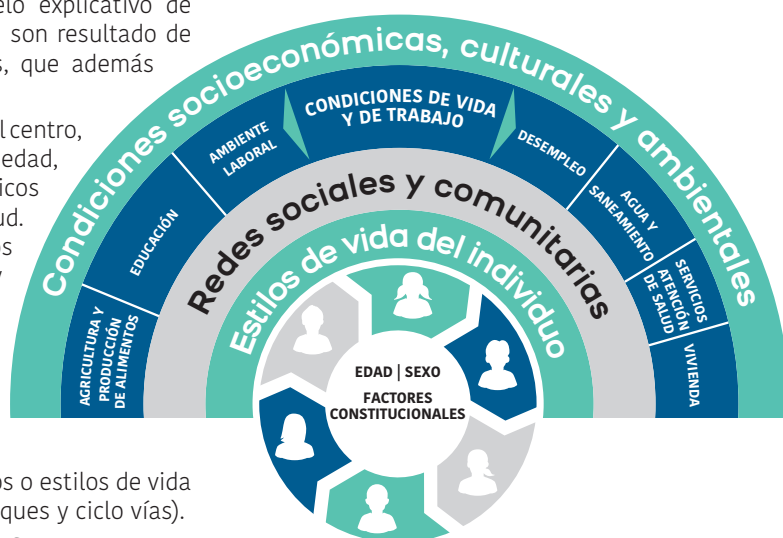 elo explicativo de
son resultado de
s, que además
l centro,
edad,
icos
ud.
os
y
Condiciones socioeconómicas, culturales y ambientales
AGRICULTURA Y
PRODUCCIÓN
DE ALIMENTOS
EDUCACIÓN
AMBIENTE
LABORAL
CONDICIONES DE VIDA
Y DE TRABAJO
DESEMPLEO
AGUA Y
SANEAMIENTO
SERVICIOS
ATENCIÓN
DE SALUD
VIVIENDA
Redes sociales y comunitarias
Estilos de vida del individuo
EDAD | SEXO
FACTORES
CONSTITUCIONALES
os o estilos de vida
ques y ciclo vías).